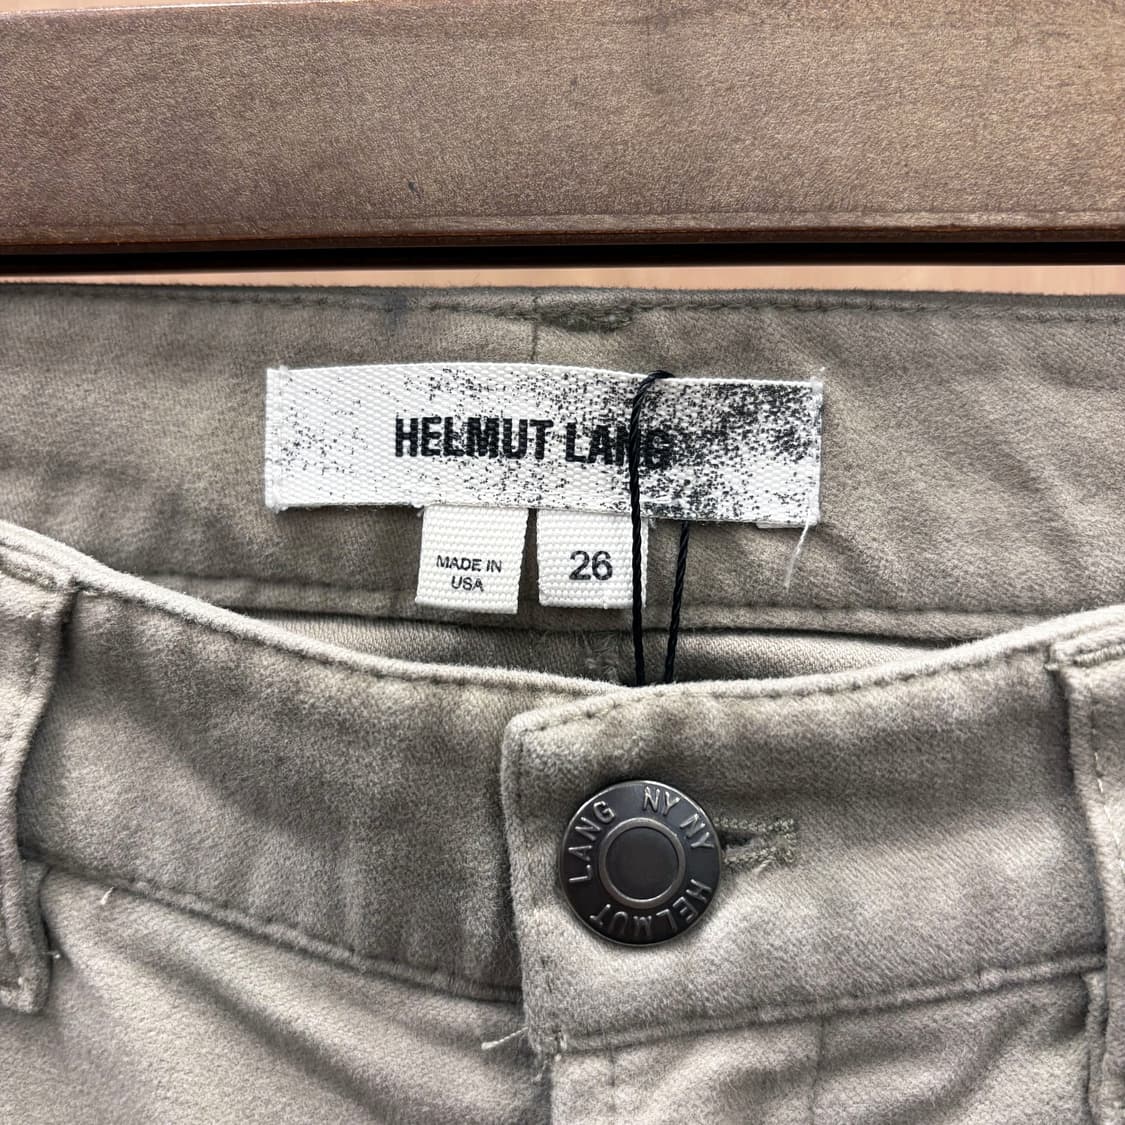 HELMUT LANG
MADE IN
USA
26
HELMUT LANG NY NY